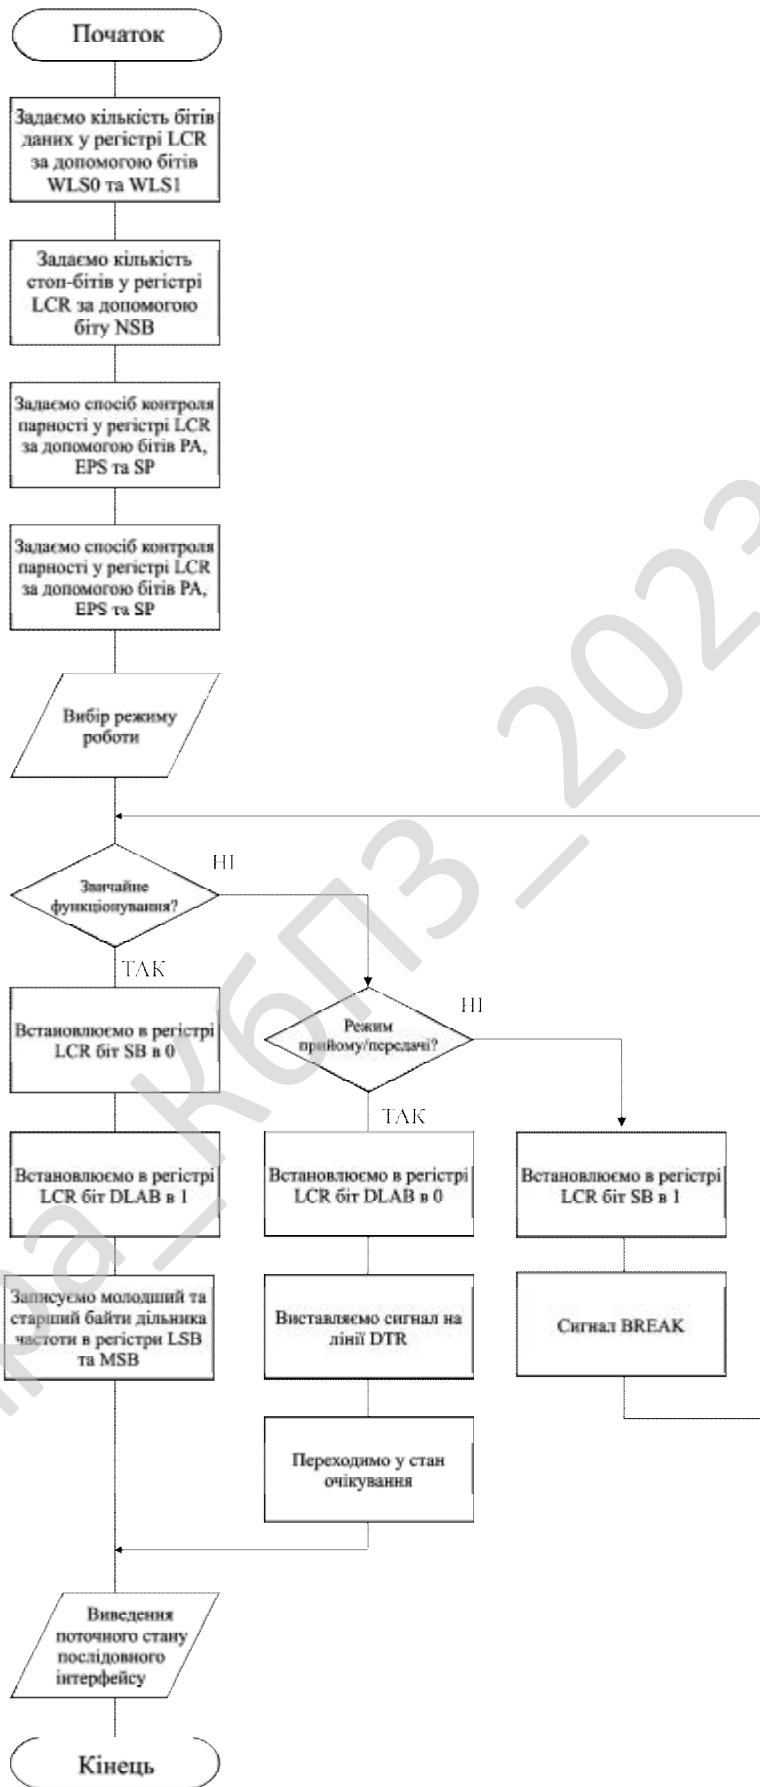 Початок
Задаємо кількість бітів
даних у регістрі LCR
за допомогою бітів
WLS0 та WLS1
Задаємо кількість
стоп-бітів у регістрі
LCR за допомогою
біту NSB
Задаємо спосіб контроля
парності у регістрі LCR
за допомогою бітів PA,
EPS та SP
Задаємо спосіб контроля
парності у регістрі LCR
за допомогою бітів PA,
EPS та SP
Вибір режиму
роботи
Звичайне
функціонування?
НІ
ТАК
Режим
прийому/передачі?
НІ
ТАК
Встановлюємо в регістрі
LCR біт SB в 0
Встановлюємо в регістрі
LCR біт DLAB в 1
Записуємо молодший та
старший байти дільника
частоти в регістри LSB
та MSB
Встановлюємо в регістрі
LCR біт DLAB в 0
Виставляємо сигнал на
лінії DTR
Переходимо у стан
очікування
Встановлюємо в регістрі
LCR біт SB в 1
Сигнал BREAK
Виведення
поточного стану
послідовного
інтерфейсу
Кінець
ра_КбПЗ_2023